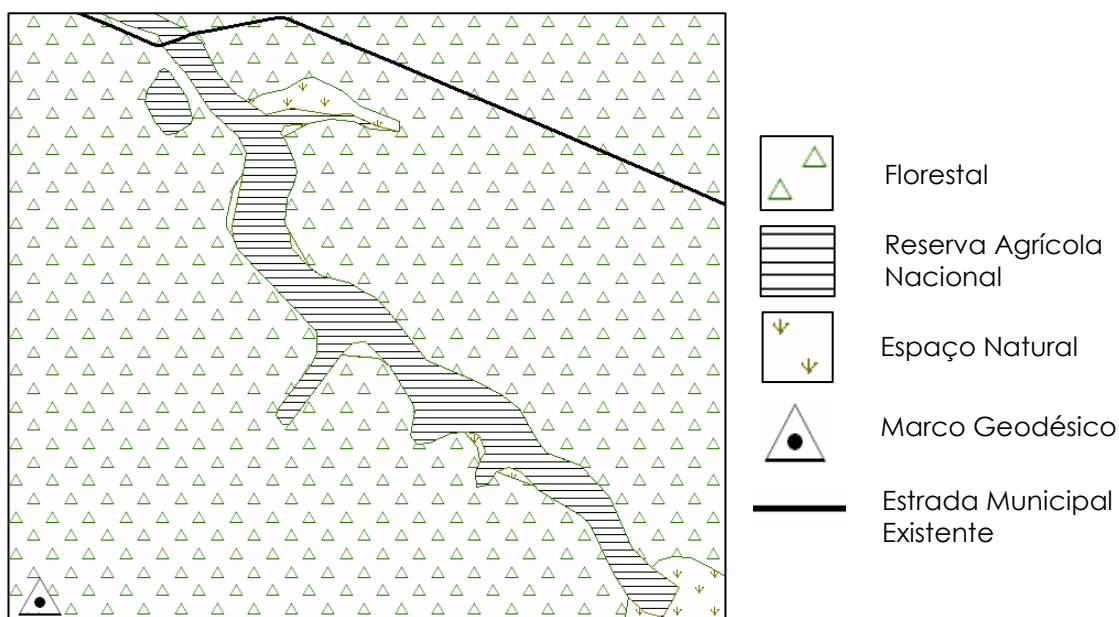 Florestal
Reserva Agrícola
Nacional
Espaço Natural
Marco Geodésico
Estrada Municipal
Existente